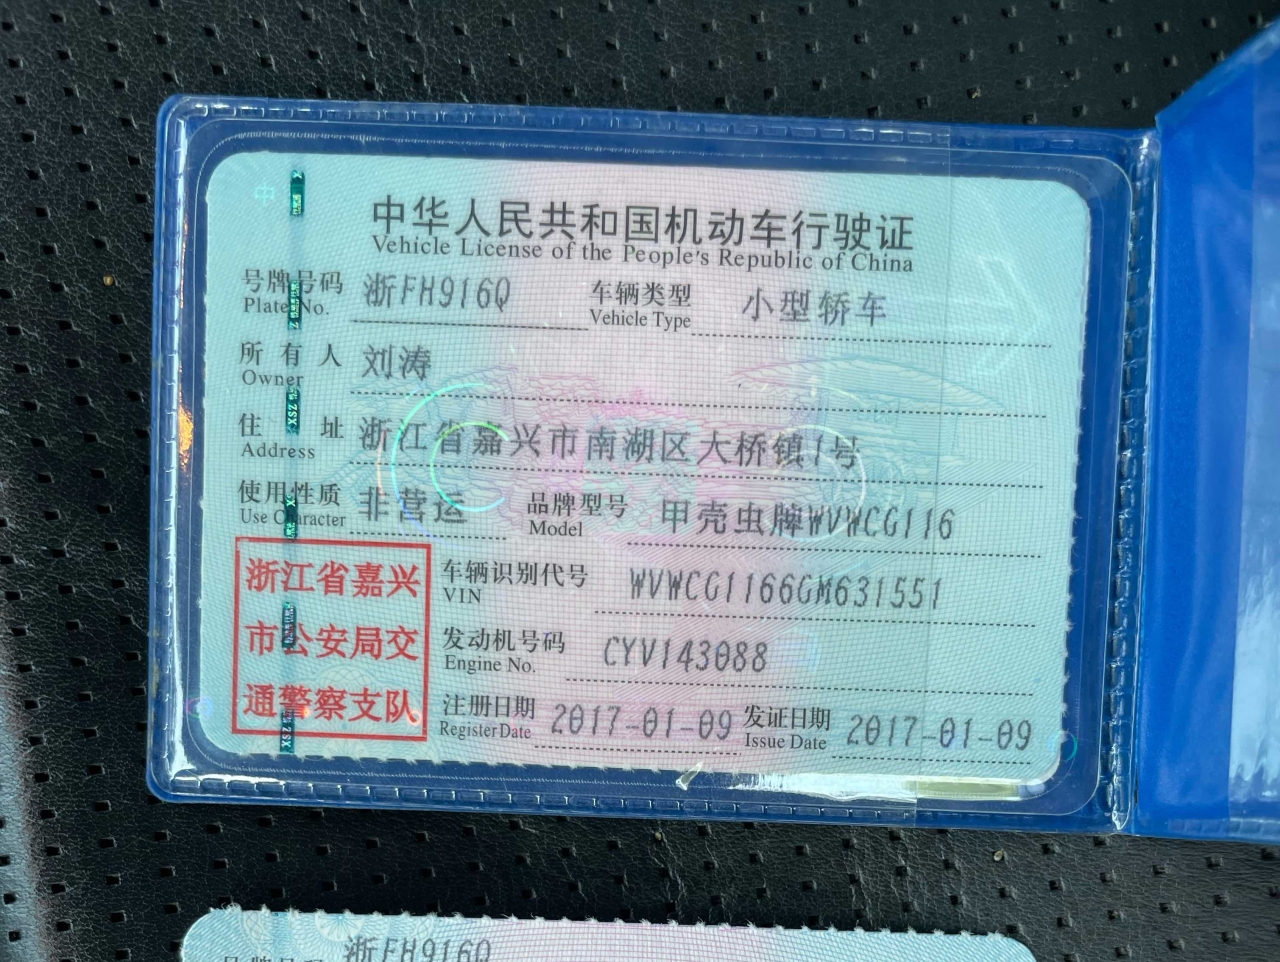 中华人民共和国机动车行驶证
Vehicle License of the People's Republic of China
号牌号码 浙FH916Q 车辆类型 小型轿车
Plate No. Vehicle Type
所有人 刘涛
Owner
住址 浙江省嘉兴市南湖区大桥镇1号
Address
使用性质 非营运 品牌型号 甲壳虫牌WVWCG116
Use Character Model
浙江省嘉兴
市公安局交
通警察支队
车辆识别代号 WVWCG1166GM631551
VIN
发动机号码 CYV143088
Engine No.
注册日期 2017-01-09 发证日期 2017-01-09
Register Date Issue Date
号牌号码 浙FH916Q